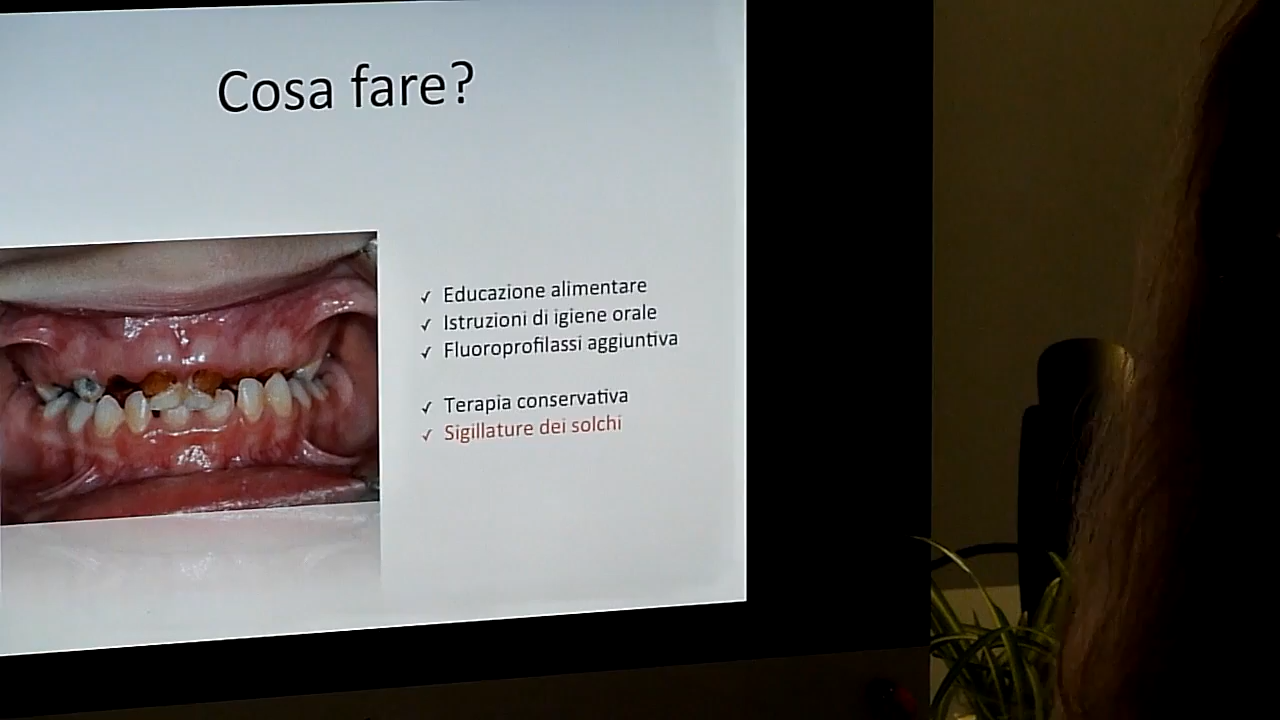 Cosa fare?
✓ Educazione alimentare
✓ Istruzioni di igiene orale
✓ Fluoroprofilassi aggiuntiva
✓ Terapia conservativa
✓ Sigillature dei solchi